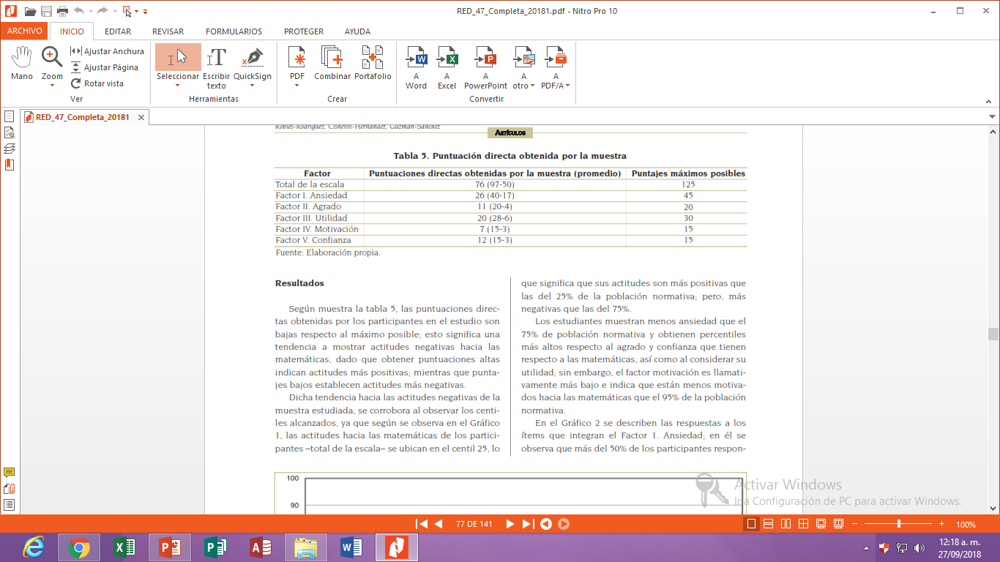 RED_47_Completa_20181.pdf - Nitro Pro 10
ARCHIVO INICIO EDITAR REVISAR FORMULARIOS PROTEGER AYUDA
Mano Zoom Ajustar Anchura
Ajustar Página
Rotar vista
Ver
Seleccionar Escribir texto QuickSign
Herramientas
PDF Combinar Portafolio
Crear
A Word A Excel A PowerPoint A otro A PDF/A
Convertir
RED_47_Completa_20181
Robles-Rodríguez, Cisneros-Hernández, Guzmán-Sánchez
Artículos
Tabla 5. Puntuación directa obtenida por la muestra
Factor Puntuaciones directas obtenidas por la muestra (promedio) Puntajes máximos posibles
Total de la escala 76 (97-50) 125
Factor I. Ansiedad 26 (40-17) 45
Factor II. Agrado 11 (20-4) 20
Factor III. Utilidad 20 (28-6) 30
Factor IV. Motivación 7 (15-3) 15
Factor V. Confianza 12 (15-3) 15
Fuente: Elaboración propia.
Resultados
Según muestra la tabla 5, las puntuaciones direc-
tas obtenidas por los participantes en el estudio son
bajas respecto al máximo posible; esto significa una
tendencia a mostrar actitudes negativas hacia las
matemáticas, dado que obtener puntuaciones altas
indican actitudes más positivas; mientras que punta-
jes bajos establecen actitudes más negativas.
Dicha tendencia hacia las actitudes negativas de la
muestra estudiada, se corrobora al observar los centi-
les alcanzados, ya que según se observa en el Gráfico
1, las actitudes hacia las matemáticas de los partici-
pantes –total de la escala– se ubican en el centil 25, lo
que significa que sus actitudes son más positivas que
las del 25% de la población normativa; pero, más
negativas que las del 75%.
Los estudiantes muestran menos ansiedad que el
75% de población normativa y obtienen percentiles
más altos respecto al agrado y confianza que tienen
respecto a las matemáticas, así como al considerar su
utilidad; sin embargo, el factor motivación es llamati-
vamente más bajo e indica que están menos motiva-
dos hacia las matemáticas que el 95% de la población
normativa.
En el Gráfico 2 se describen las respuestas a los
ítems que integran el Factor 1. Ansiedad; en él se
observa que más del 50% de los participantes respon-
100
90
Activar Windows
Ir a Configuración de PC para activar Windows.
77 DE 141
100%
12:18 a. m.
27/09/2018